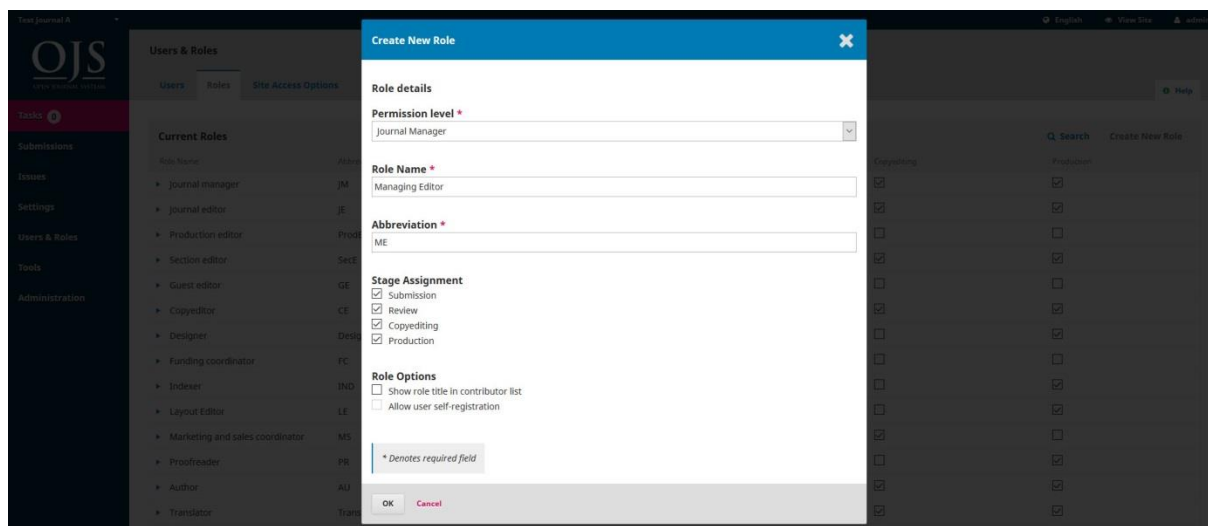 Test Journal A
English
View Site
admin
OJS
OPEN JOURNAL SYSTEMS
Tasks 0
Submissions
Issues
Settings
Users & Roles
Tools
Administration
Users & Roles
Users Roles Site Access Options
Help
Current Roles
Search Create New Role
Role Name Copyediting Production
Journal manager JM
Journal editor JE
Production editor
Section editor SecE
Guest editor GE
Copyeditor CE
Designer
Funding coordinator FC
Indexer IND
Layout Editor LE
Marketing and sales coordinator MS
Proofreader PR
Author AU
Translator Trans
Create New Role
Role details
Permission level *
Journal Manager
Role Name *
Managing Editor
Abbreviation *
ME
Stage Assignment
Submission
Review
Copyediting
Production
Role Options
Show role title in contributor list
Allow user self-registration
* Denotes required field
OK Cancel